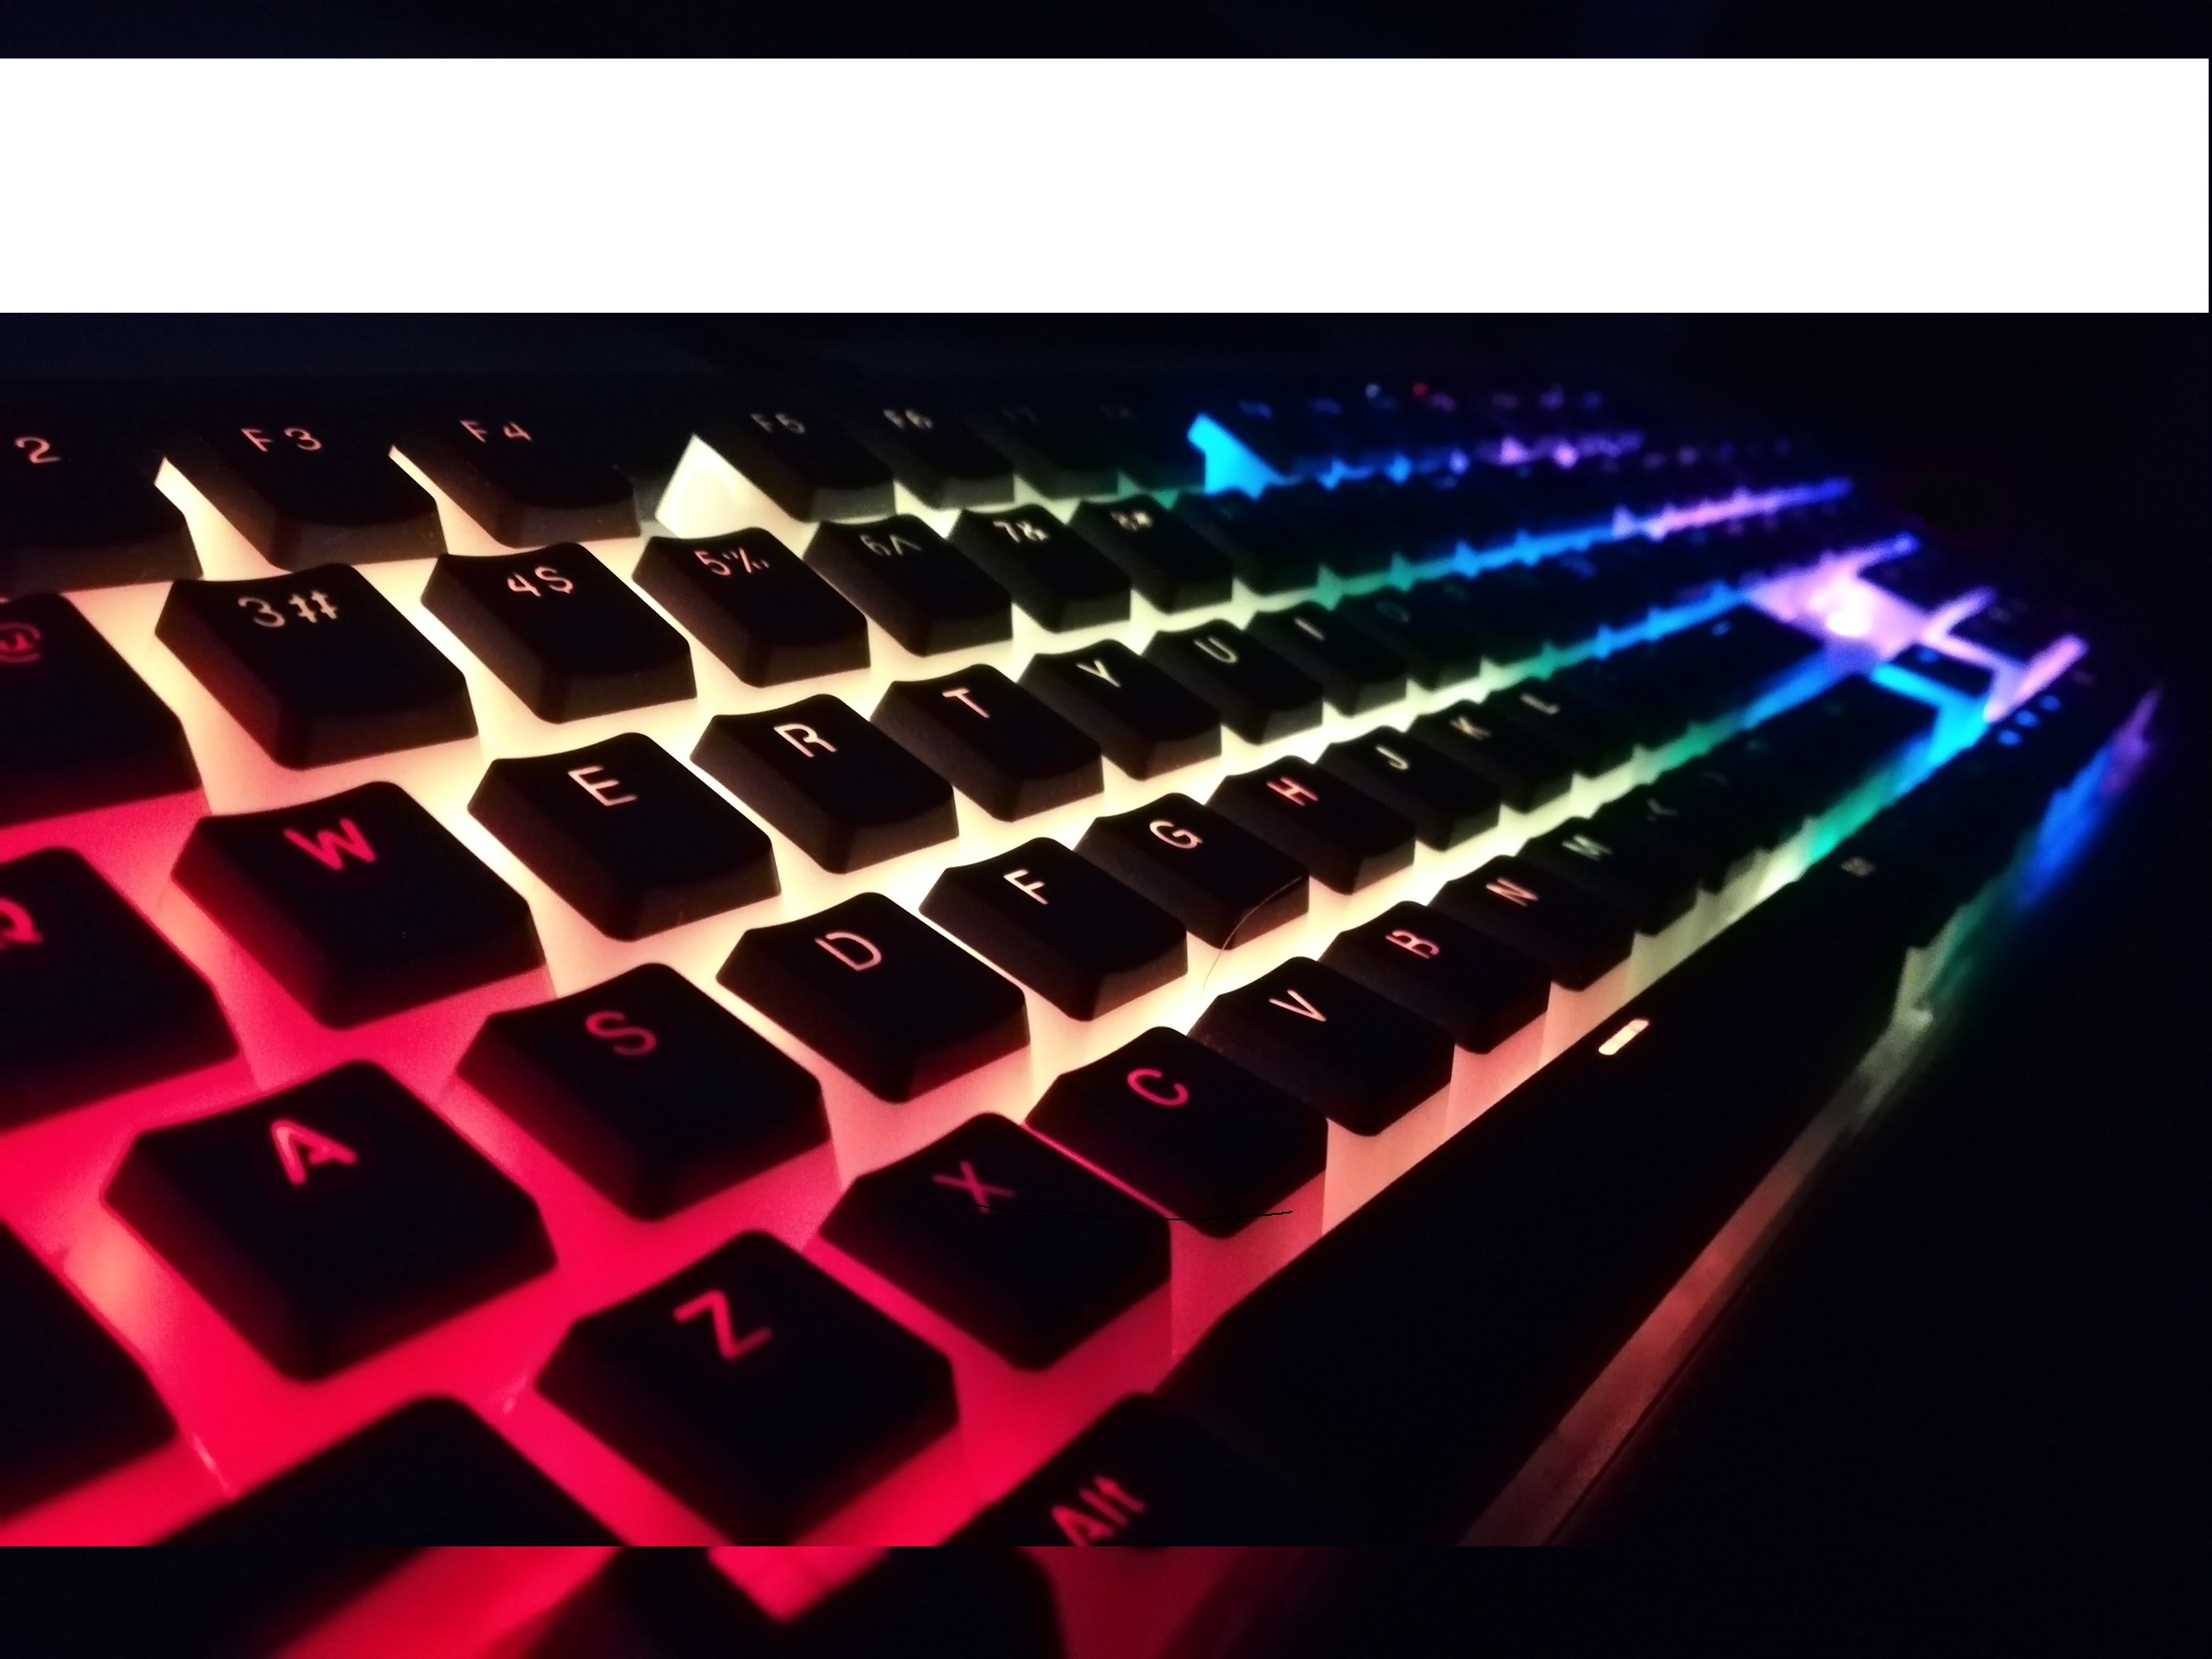 2 F3 F4 F5 F6
3# 4$ 5% 6^ 7& 8*
Q W E R T Y U I O
A S D F G H J K L
Z X C V B N M
Alt